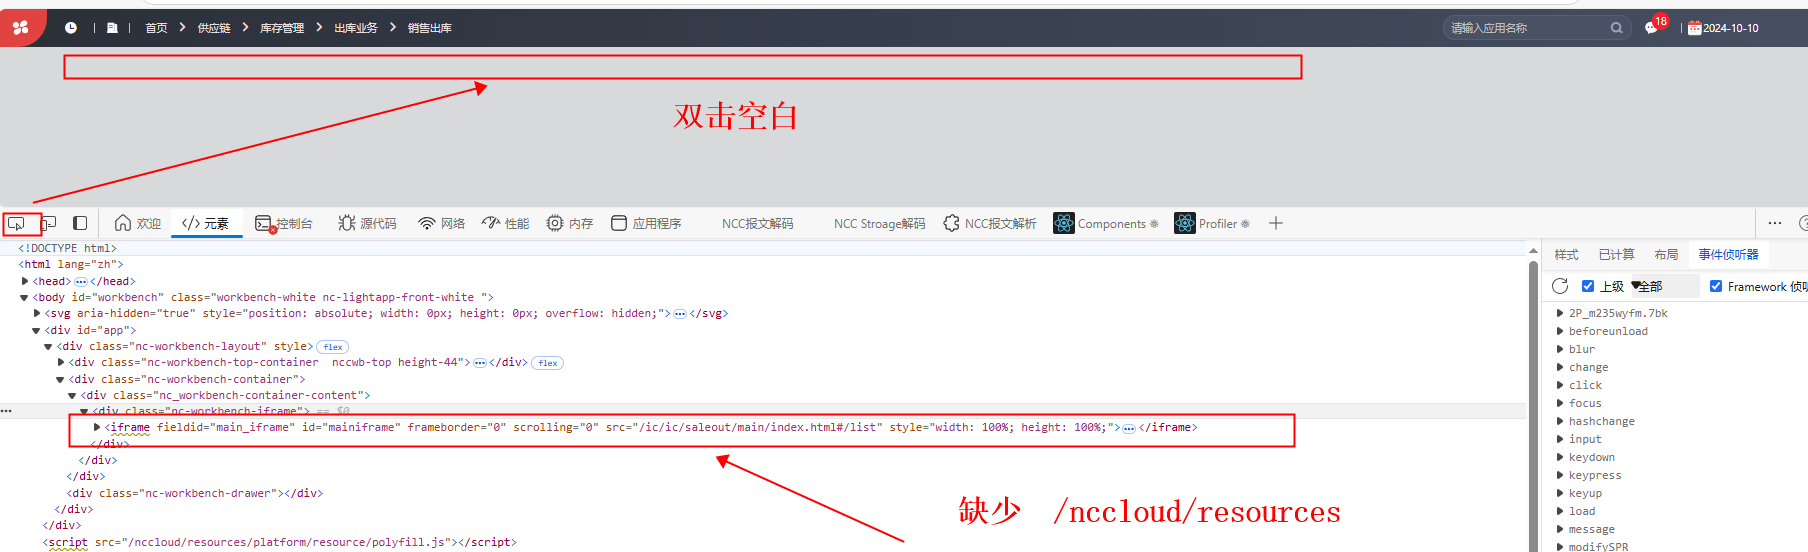 首页 供应链 库存管理 出库业务 销售出库 请输入应用名称 18 2024-10-10
双击空白
欢迎 </> 元素 控制台 源代码 网络 性能 内存 应用程序 NCC报文解码 NCC Stroage解码 NCC报文解析 Components Profiler
<!DOCTYPE html>
<html lang="zh">
<head> </head>
<body id="workbench" class="workbench-white nc-lightapp-front-white ">
<svg aria-hidden="true" style="position: absolute; width: 0px; height: 0px; overflow: hidden;"> </svg>
<div id="app">
<div class="nc-workbench-layout" style> flex
<div class="nc-workbench-top-container  nccwb-top height-44"> </div> flex
<div class="nc-workbench-container">
<div class="nc_workbench-container-content">
<div class="nc-workbench-iframe"> == $0
<iframe fieldid="main_iframe" id="mainiframe" frameborder="0" scrolling="0" src="/ic/ic/saleout/main/index.html#/list" style="width: 100%; height: 100%;"> </iframe>
</div>
</div>
</div>
<div class="nc-workbench-drawer"></div>
</div>
</div>
<script src="/nccloud/resources/platform/resource/polyfill.js"></script>
缺少 /nccloud/resources
样式 已计算 布局 事件侦听器
上级 全部 Framework 侦
2P_m235wyfm.7bk
beforeunload
blur
change
click
focus
hashchange
input
keydown
keypress
keyup
load
message
modifySPR